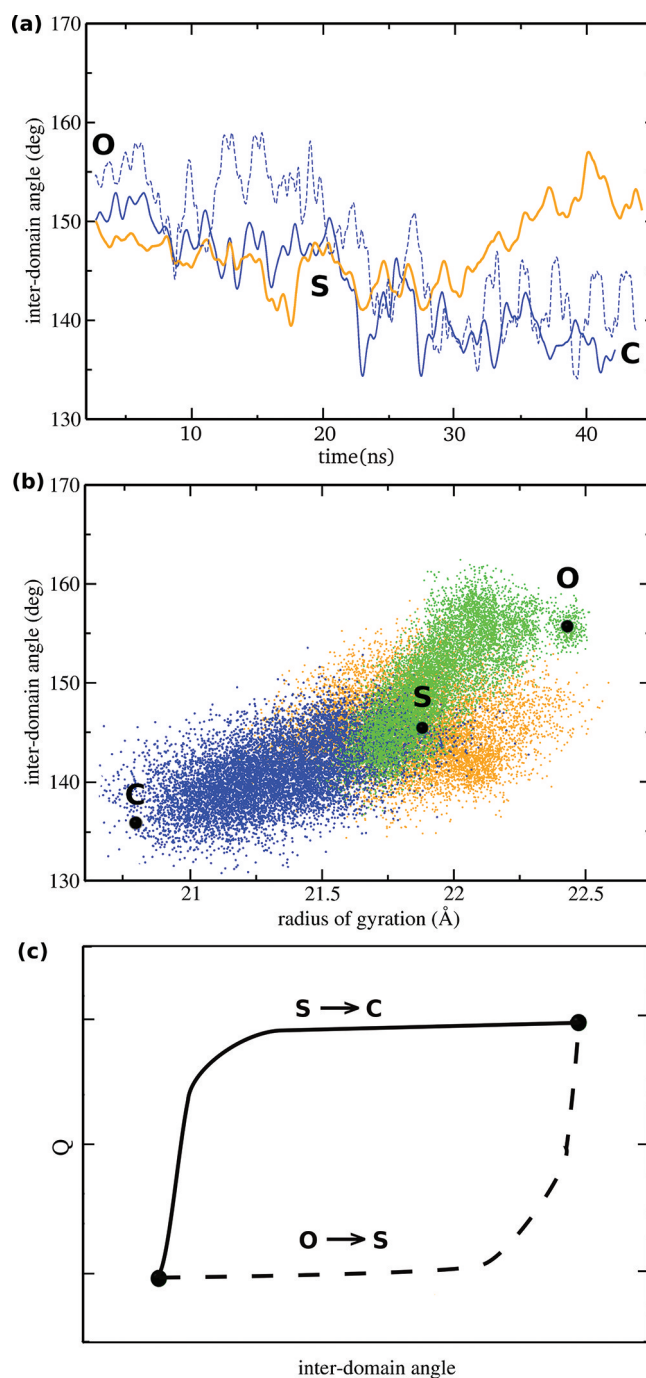 (a)
170
160
150
140
130
inter-domain angle (deg)
O
S
C
10 20 30 40
time(ns)
(b)
170
160
150
140
130
inter-domain angle (deg)
O
S
C
21 21.5 22 22.5
radius of gyration (Å)
(c)
S → C
Q
O → S
inter-domain angle